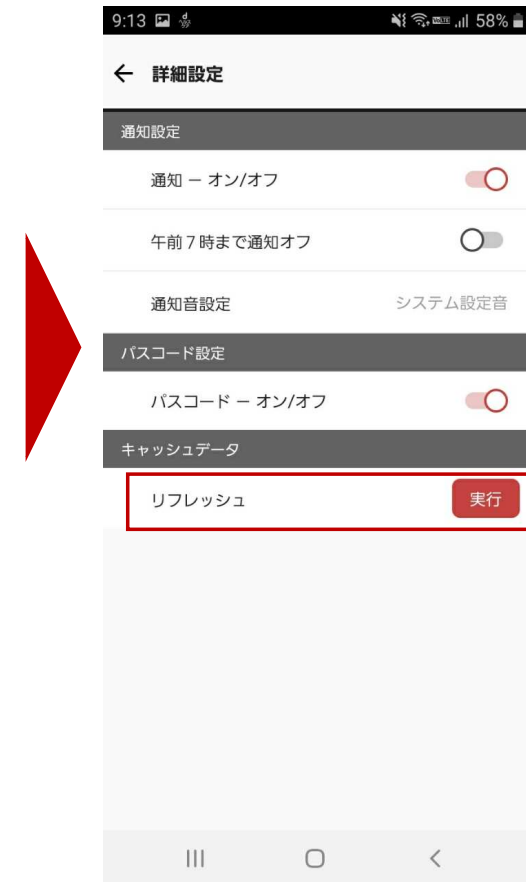 9:13 58%
詳細設定
通知設定
通知 － オン/オフ
午前７時まで通知オフ
通知音設定 システム設定音
パスコード設定
パスコード － オン/オフ
キャッシュデータ
リフレッシュ 実行